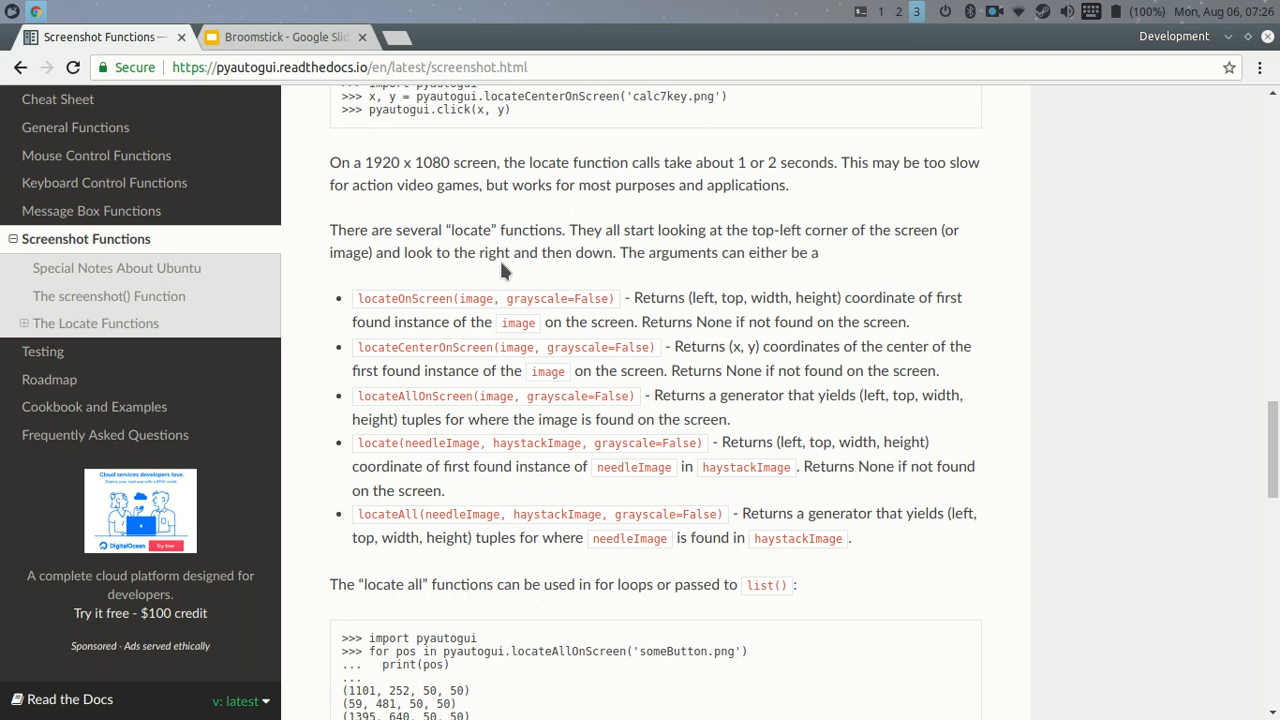 1 2 3 (100%) Mon, Aug 06, 07:26
Screenshot Functions — Broomstick - Google Slid Development
Secure https://pyautogui.readthedocs.io/en/latest/screenshot.html
Cheat Sheet
General Functions
Mouse Control Functions
Keyboard Control Functions
Message Box Functions
Screenshot Functions
Special Notes About Ubuntu
The screenshot() Function
The Locate Functions
Testing
Roadmap
Cookbook and Examples
Frequently Asked Questions
Cloud services developers love.
DigitalOcean Try free
A complete cloud platform designed for
developers.
Try it free - $100 credit
Sponsored · Ads served ethically
Read the Docs v: latest
>>> import pyautogui
>>> x, y = pyautogui.locateCenterOnScreen('calc7key.png')
>>> pyautogui.click(x, y)
On a 1920 x 1080 screen, the locate function calls take about 1 or 2 seconds. This may be too slow
for action video games, but works for most purposes and applications.
There are several “locate” functions. They all start looking at the top-left corner of the screen (or
image) and look to the right and then down. The arguments can either be a
• locateOnScreen(image, grayscale=False) - Returns (left, top, width, height) coordinate of first
found instance of the image on the screen. Returns None if not found on the screen.
• locateCenterOnScreen(image, grayscale=False) - Returns (x, y) coordinates of the center of the
first found instance of the image on the screen. Returns None if not found on the screen.
• locateAllOnScreen(image, grayscale=False) - Returns a generator that yields (left, top, width,
height) tuples for where the image is found on the screen.
• locate(needleImage, haystackImage, grayscale=False) - Returns (left, top, width, height)
coordinate of first found instance of needleImage in haystackImage. Returns None if not found
on the screen.
• locateAll(needleImage, haystackImage, grayscale=False) - Returns a generator that yields (left,
top, width, height) tuples for where needleImage is found in haystackImage.
The “locate all” functions can be used in for loops or passed to list():
>>> import pyautogui
>>> for pos in pyautogui.locateAllOnScreen('someButton.png')
... print(pos)
...
(1101, 252, 50, 50)
(59, 481, 50, 50)
(1395, 640, 50, 50)